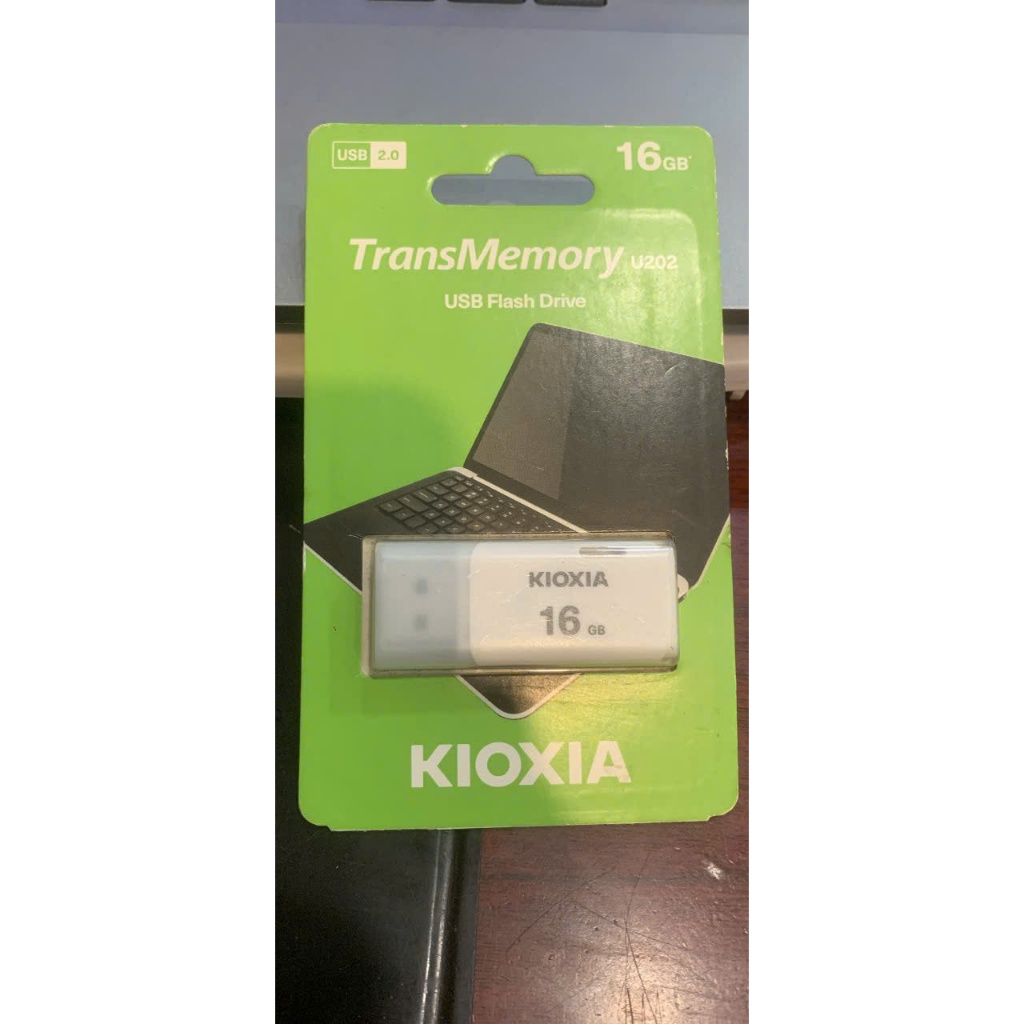 USB 2.0
16GB*
TransMemory U202
USB Flash Drive
KIOXIA
16 GB
KIOXIA